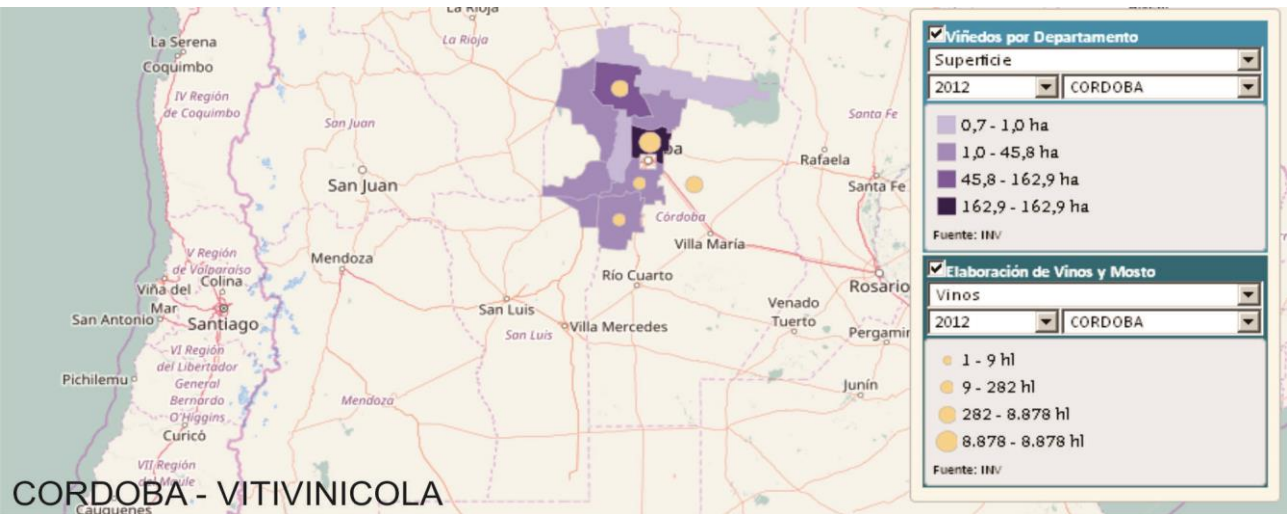 La Rioja
La Rioja
La Serena
Coquimbo
IV Región
de Coquimbo
San Juan
Santa Fe
Rafaela
San Juan
Santa Fe
Córdoba
Villa María
V Región
de Valparaíso
Mendoza
Colina
Viña del
Mar
Río Cuarto
Rosario
San Antonio
Santiago
San Luis
Venado
Tuerto
San Luis
Villa Mercedes
VI Región
del Libertador
General
Bernardo
O'Higgins
Pichilemu
Junín
Mendoza
Curicó
VII Región
del Maule
Cauquenes
CORDOBA - VITIVINICOLA
Viñedos por Departamento
Superficie
2012 CORDOBA
0,7 - 1,0 ha
1,0 - 45,8 ha
45,8 - 162,9 ha
162,9 - 162,9 ha
Fuente: INV
Elaboración de Vinos y Mosto
Vinos
2012 CORDOBA
1 - 9 hl
9 - 282 hl
282 - 8.878 hl
8.878 - 8.878 hl
Fuente: INV